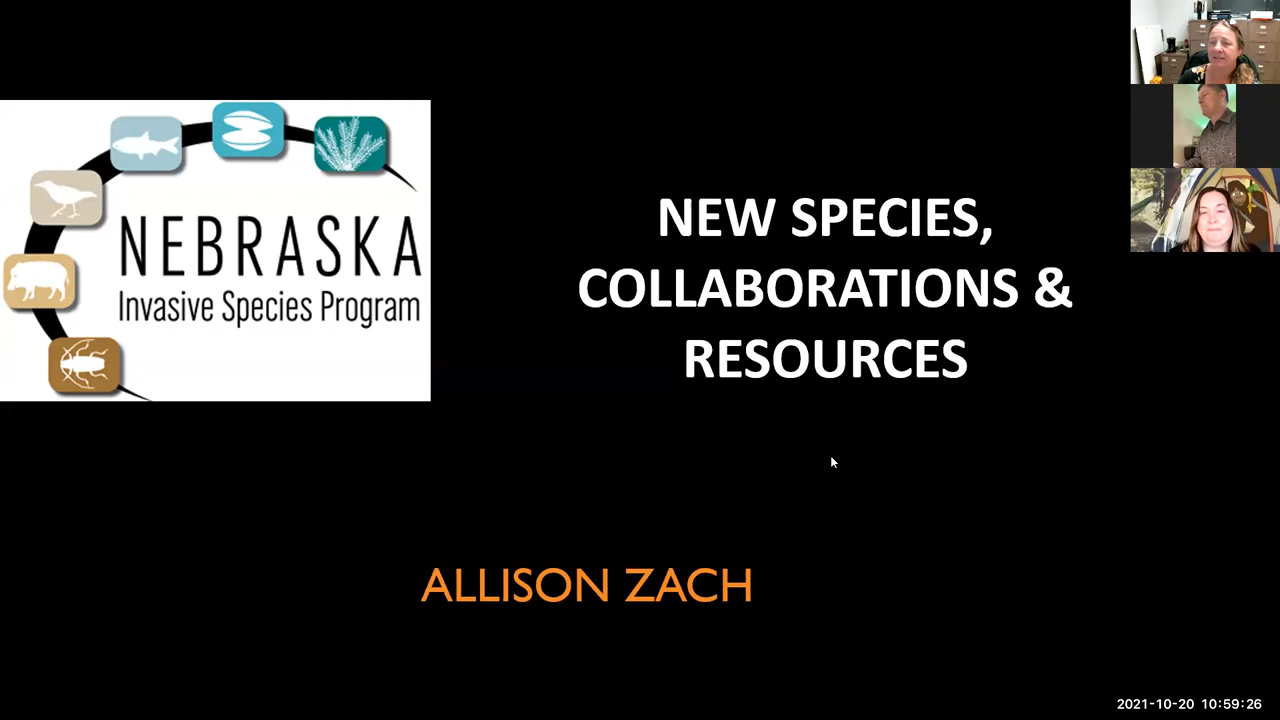 NEBRASKA
Invasive Species Program
NEW SPECIES,
COLLABORATIONS &
RESOURCES
ALLISON ZACH
2021-10-20 10:59:26